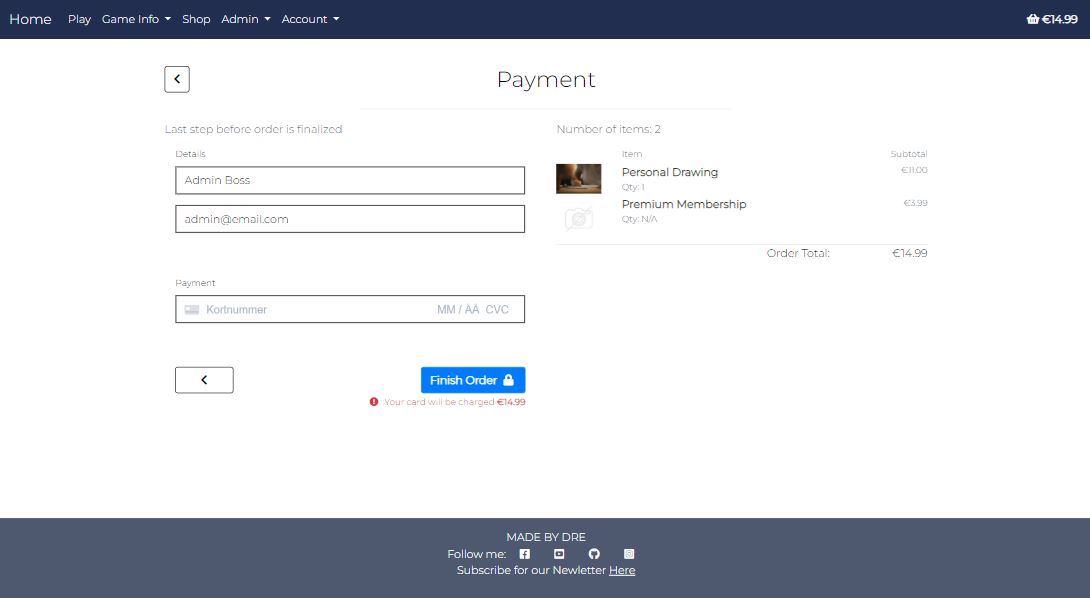 Home Play Game Info Shop Admin Account €14.99
Payment
Last step before order is finalized
Details
Admin Boss
admin@email.com
Payment
Kortnummer MM / ÅÅ CVC
Finish Order
Your card will be charged €14.99
Number of items: 2
Item Subtotal
Personal Drawing €11.00
Qty: 1
Premium Membership €3.99
Qty: N/A
Order Total: €14.99
MADE BY DRE
Follow me:
Subscribe for our Newletter Here